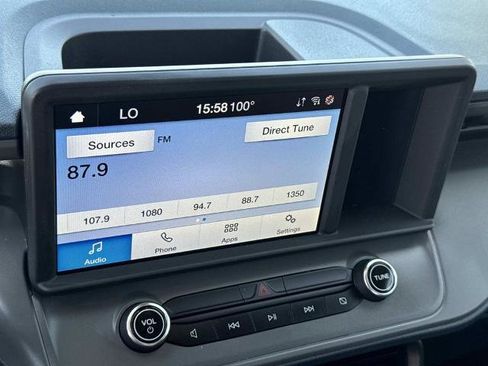 LO 15:58 100°
Sources FM Direct Tune
87.9
107.9 1080 94.7 88.7 1350
Audio Phone Apps Settings
VOL TUNE